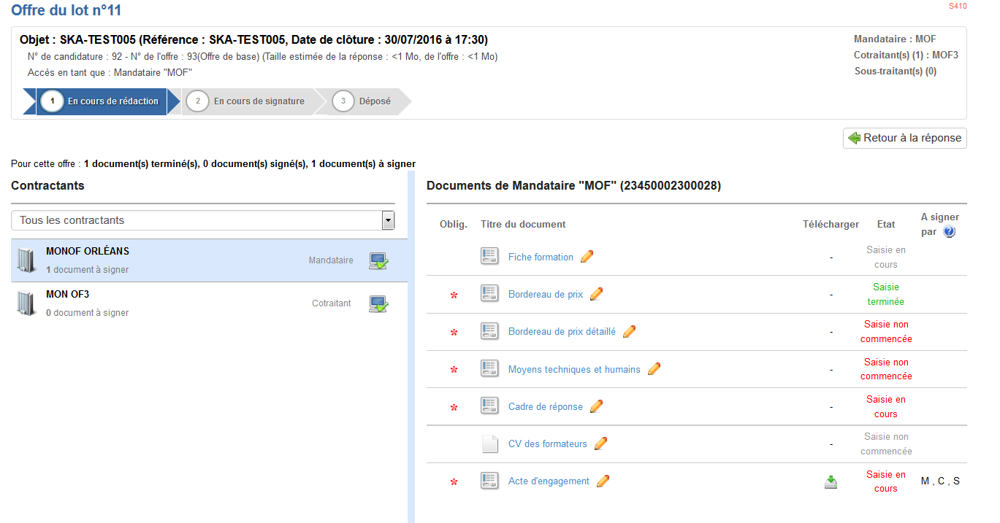 Offre du lot n°11
S410
Objet : SKA-TEST005 (Référence : SKA-TEST005, Date de clôture : 30/07/2016 à 17:30)
N° de candidature : 92 - N° de l'offre : 93(Offre de base) (Taille estimée de la réponse : <1 Mo, de l'offre : <1 Mo)
Accès en tant que : Mandataire "MOF"
Mandataire : MOF
Cotraitant(s) (1) : MOF3
Sous-traitant(s) (0)
1 En cours de rédaction
2 En cours de signature
3 Déposé
Retour à la réponse
Pour cette offre : 1 document(s) terminé(s), 0 document(s) signé(s), 1 document(s) à signer
Contractants
Tous les contractants
MONOF ORLÉANS
1 document à signer
Mandataire
MON OF3
0 document à signer
Cotraitant
Documents de Mandataire "MOF" (23450002300028)
Oblig. Titre du document Télécharger Etat A signer
par ?
Fiche formation - Saisie en
cours
* Bordereau de prix - Saisie
terminée
* Bordereau de prix détaillé - Saisie non
commencée
* Moyens techniques et humains - Saisie non
commencée
* Cadre de réponse - Saisie en
cours
CV des formateurs - Saisie non
commencée
* Acte d'engagement Saisie en M , C , S
cours